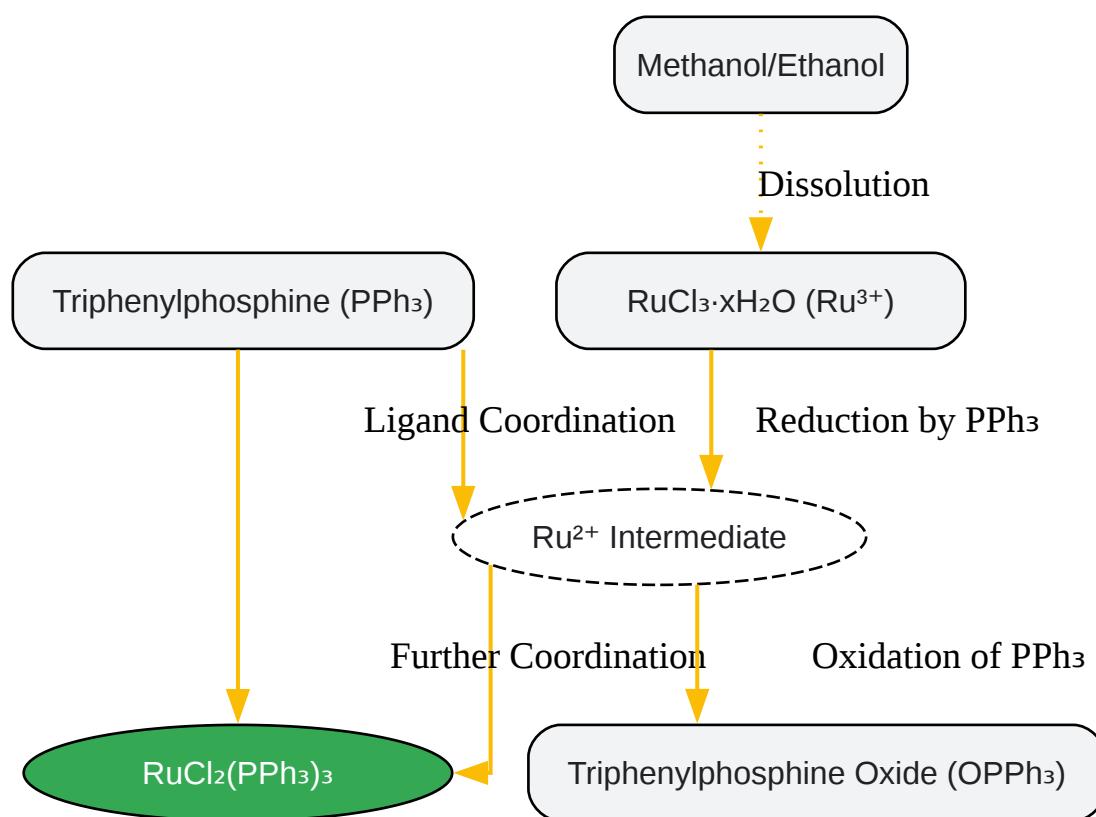 Methanol/Ethanol
Dissolution
Triphenylphosphine (PPh₃)
RuCl₃·xH₂O (Ru³⁺)
Ligand Coordination
Reduction by PPh₃
Ru²⁺ Intermediate
Further Coordination
Oxidation of PPh₃
RuCl₂(PPh₃)₃
Triphenylphosphine Oxide (OPPh₃)